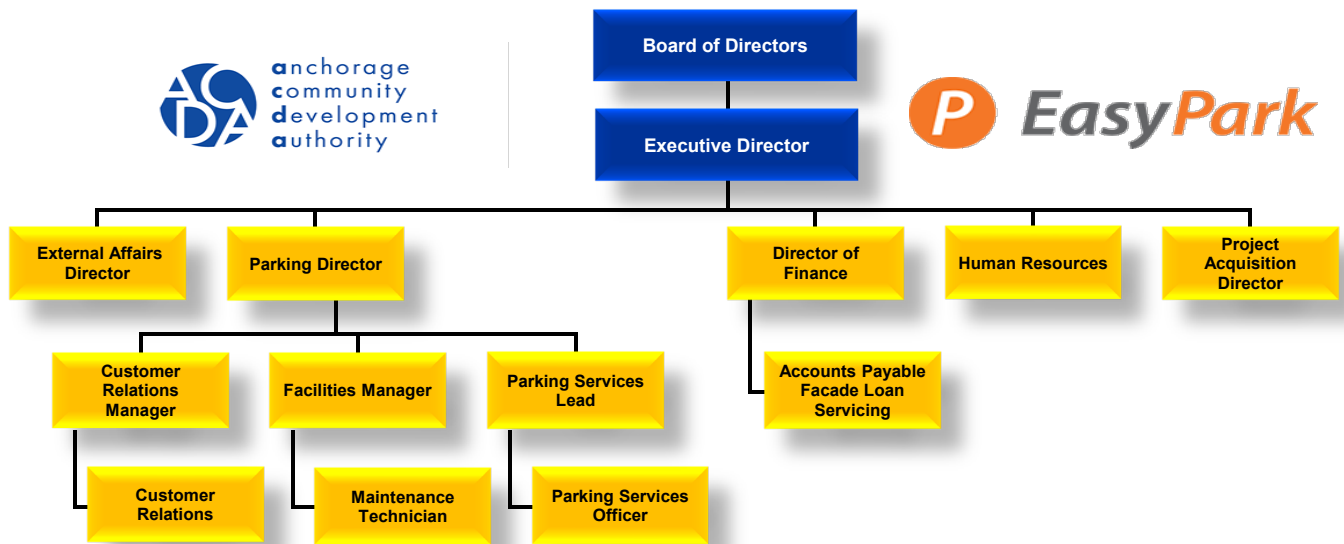 ACDA
anchorage
community
development
authority
Board of Directors
P EasyPark
Executive Director
External Affairs
Director
Parking Director
Director of
Finance
Human Resources
Project
Acquisition
Director
Customer
Relations
Manager
Facilities Manager
Parking Services
Lead
Accounts Payable
Facade Loan
Servicing
Customer
Relations
Maintenance
Technician
Parking Services
Officer